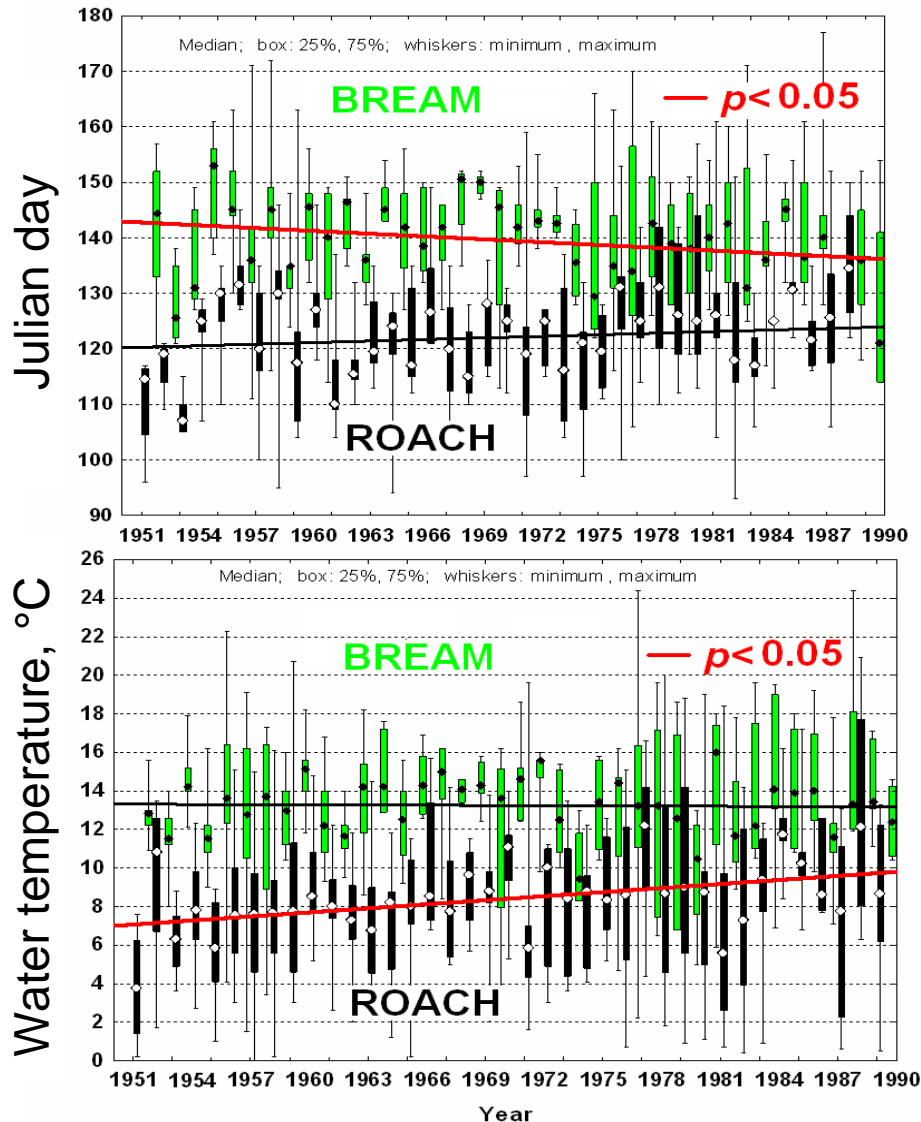 180
Median; box: 25%, 75%; whiskers: minimum , maximum
170
BREAM
p< 0.05
160
150
140
130
120
110
ROACH
100
90
1951 1954 1957 1960 1963 1966 1969 1972 1975 1978 1981 1984 1987 1990
Julian day
26
Median; box: 25%, 75%; whiskers: minimum , maximum
24
22
BREAM
p< 0.05
20
18
16
14
12
10
8
6
4
ROACH
2
0
1951 1954 1957 1960 1963 1966 1969 1972 1975 1978 1981 1984 1987 1990
Water temperature, °C
Year